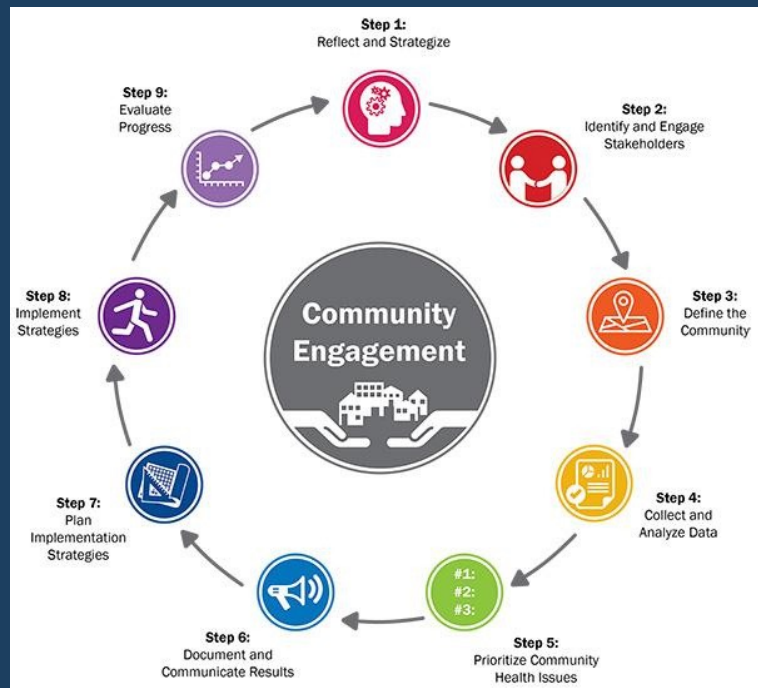 Step 1:
Reflect and Strategize
Step 2:
Identify and Engage
Stakeholders
Step 3:
Define the
Community
Step 4:
Collect and
Analyze Data
#1:
#2:
#3:
Step 5:
Prioritize Community
Health Issues
Step 6:
Document and
Communicate Results
Step 7:
Plan
Implementation
Strategies
Step 8:
Implement
Strategies
Step 9:
Evaluate
Progress
Community
Engagement